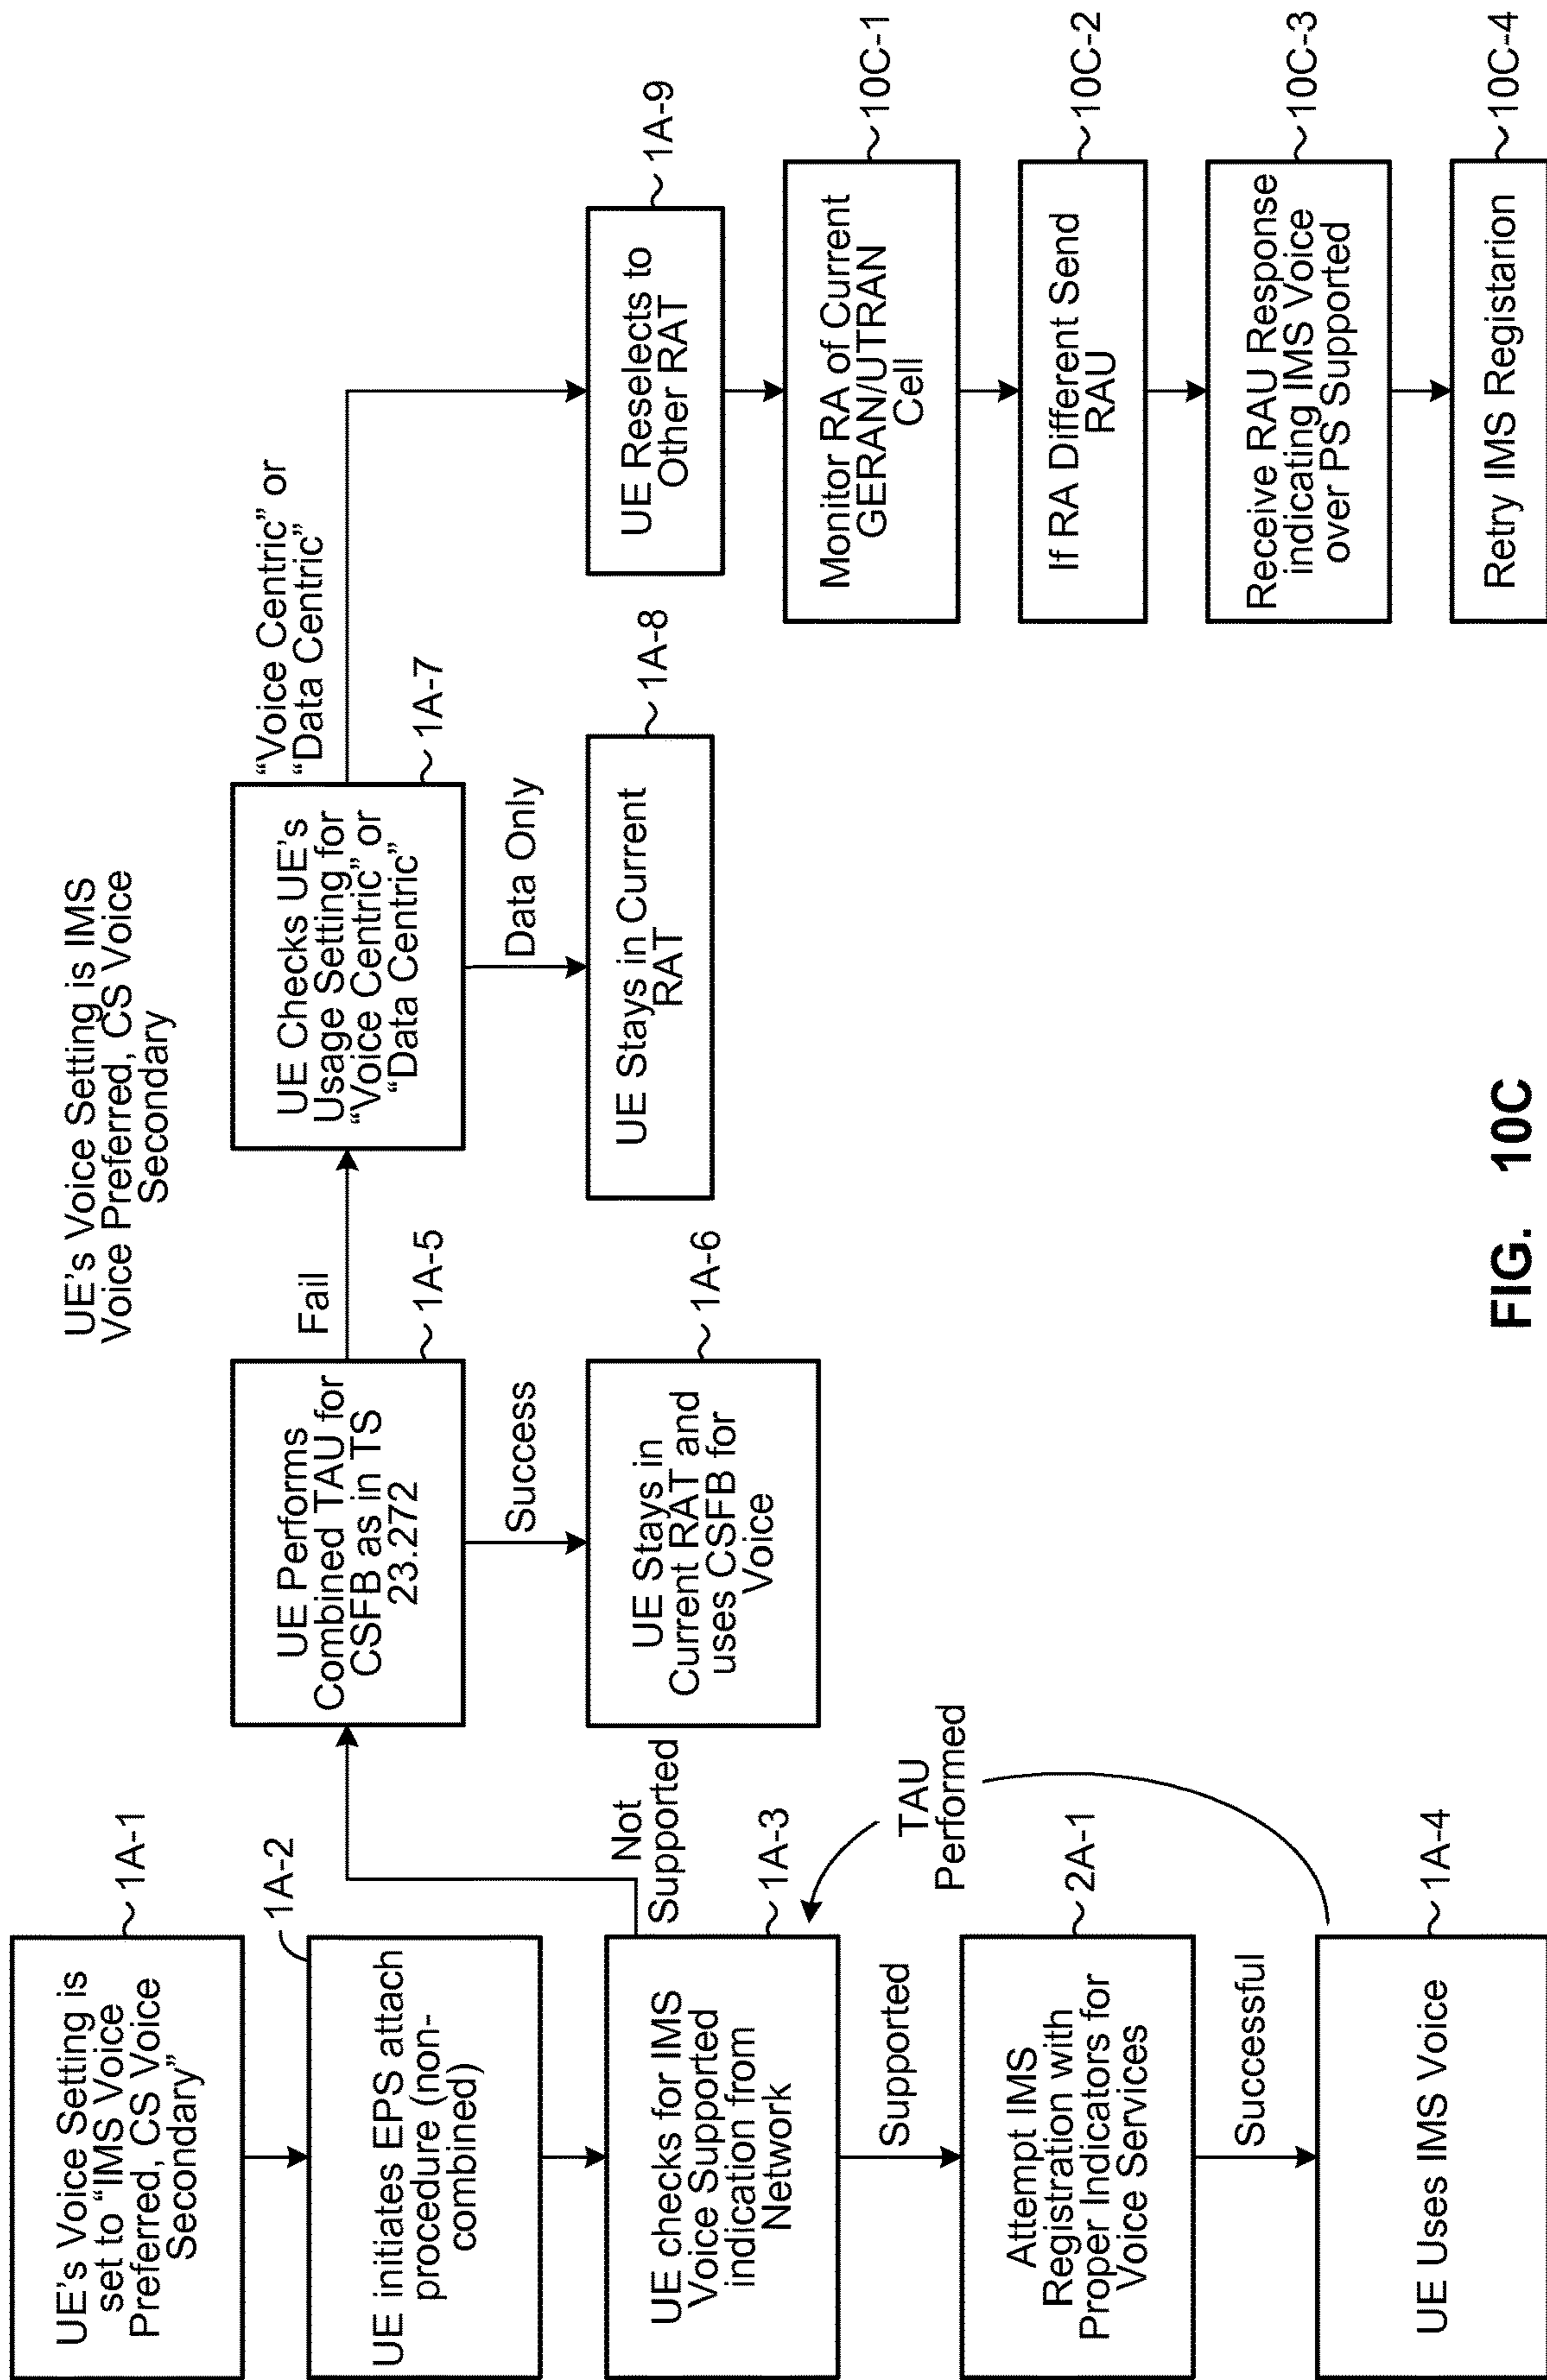 UE's Voice Setting is IMS
Voice Preferred, CS Voice
Secondary
UE's Voice Setting is
set to “IMS Voice
Preferred, CS Voice
Secondary”
1A-1
UE initiates EPS attach
procedure (non-
combined)
1A-2
UE checks for IMS
Voice Supported
indication from
Network
1A-3
Not
Supported
Supported
TAU
Performed
Attempt IMS
Registration with
Proper Indicators for
Voice Services
2A-1
Successful
UE Uses IMS Voice
1A-4
UE Performs
Combined TAU for
CSFB as in TS
23.272
1A-5
Fail
Success
UE Stays in
Current RAT and
uses CSFB for
Voice
1A-6
UE Checks UE's
Usage Setting for
“Voice Centric” or
“Data Centric”
1A-7
“Voice Centric” or
“Data Centric”
Data Only
UE Stays in Current
RAT
1A-8
UE Reselects to
Other RAT
1A-9
Monitor RA of Current
GERAN/UTRAN
Cell
10C-1
If RA Different Send
RAU
10C-2
Receive RAU Response
indicating IMS Voice
over PS Supported
10C-3
Retry IMS Registarion
10C-4
FIG. 10C